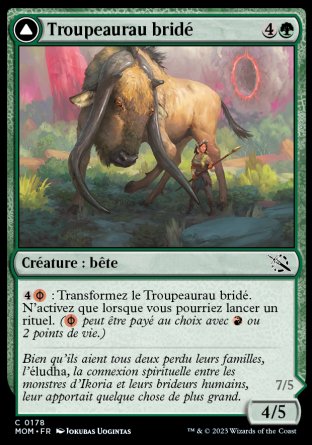 Troupeaurau bridé 4
Créature : bête
4 : Transformez le Troupeaurau bridé.
N'activez que lorsque vous pourriez lancer un
rituel. ( peut être payé au choix avec ou
2 points de vie.)
Bien qu'ils aient tous deux perdu leurs familles,
l'éludha, la connexion spirituelle entre les
monstres d'Ikoria et leurs brideurs humains,
leur apportait quelque chose de plus grand.
7/5
4/5
C 0178
MOM • FR JOKUBAS UOGINTAS
™ & © 2023 Wizards of the Coast